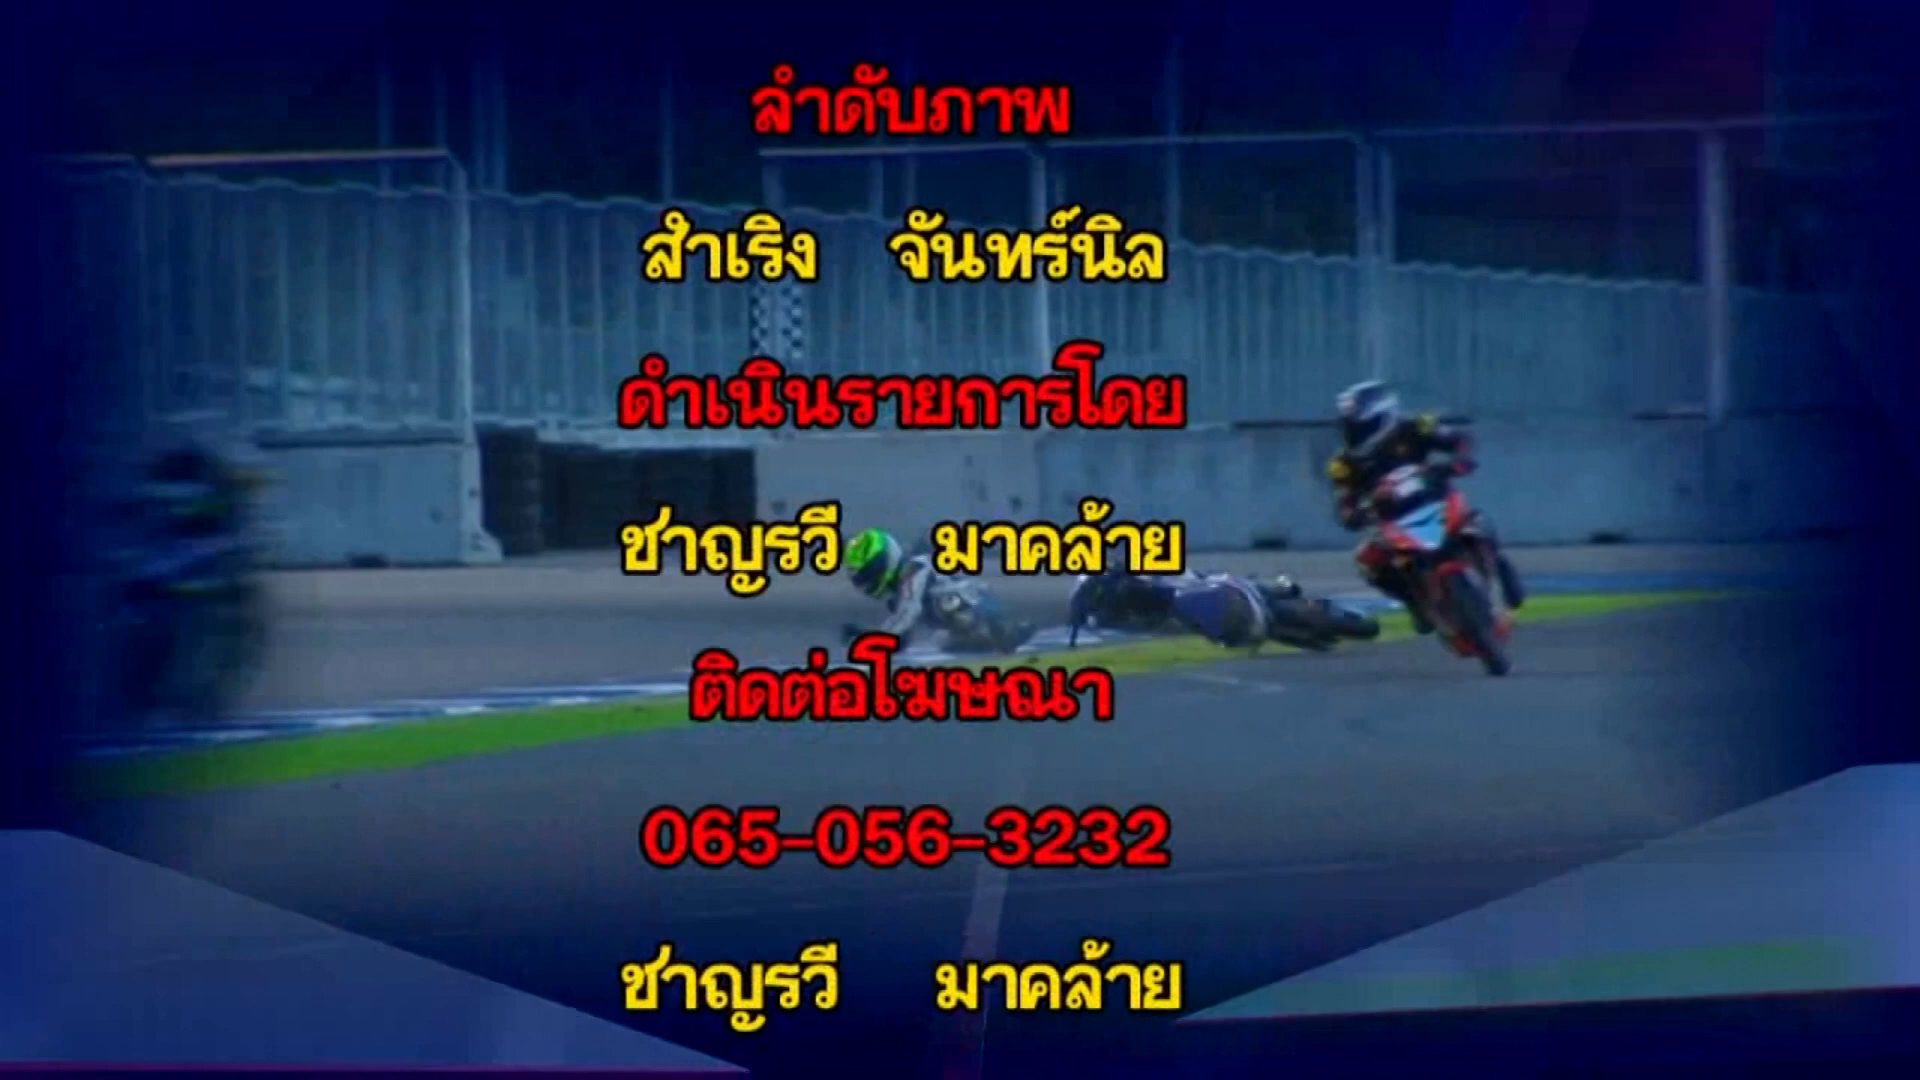 ลำดับภาพ
สำเริง จันทร์นิล
ดำเนินรายการโดย
ชาญรวี มาคล้าย
ติดต่อโฆษณา
065-056-3232
ชาญรวี มาคล้าย